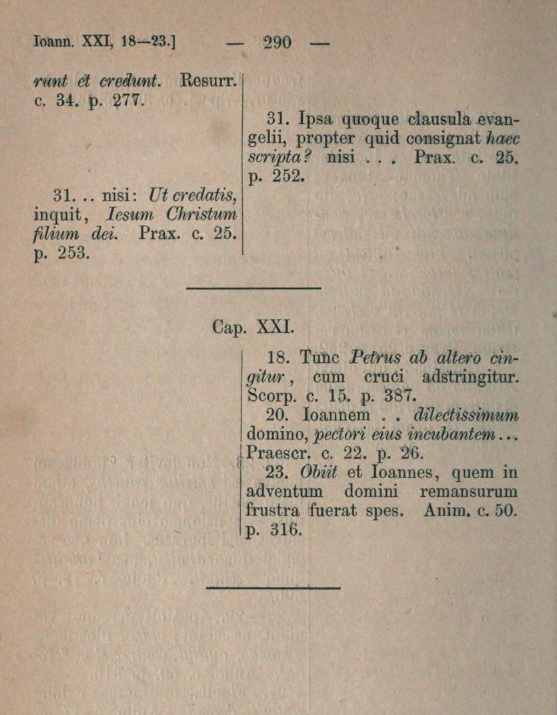 Ioann. XXI, 18—23.] — 290 —
runt et credunt. Resurr.
c. 34. p. 277.
31. Ipsa quoque clausula evan-
gelii, propter quid consignat haec
scripta? nisi . . . Prax. c. 25.
p. 252.
31. .. nisi: Ut credatis,
inquit, Iesum Christum
filium dei. Prax. c. 25.
p. 253.
Cap. XXI.
18. Tunc Petrus ab altero cin-
gitur, cum cruci adstringitur.
Scorp. c. 15. p. 387.
20. Ioannem . . dilectissimum
domino, pectori eius incubantem...
Praescr. c. 22. p. 26.
23. Obiit et Ioannes, quem in
adventum domini remansurum
frustra fuerat spes. Anim. c. 50.
p. 316.